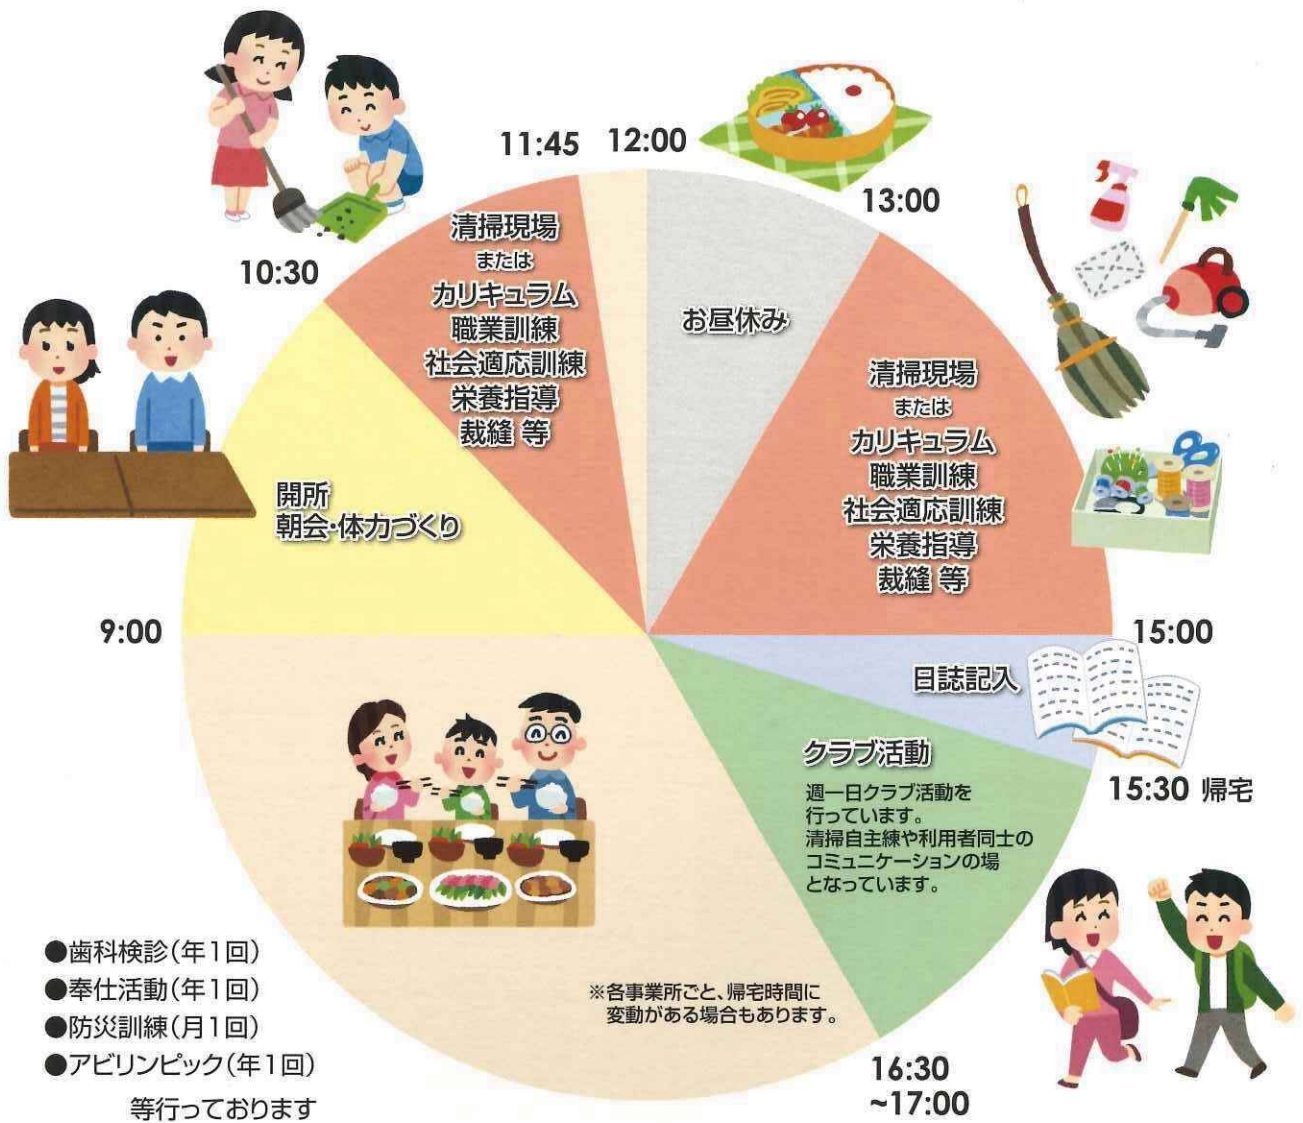 11:45
12:00
13:00
10:30
清掃現場
または
カリキュラム
職業訓練
社会適応訓練
栄養指導
裁縫 等
お昼休み
清掃現場
または
カリキュラム
職業訓練
社会適応訓練
栄養指導
裁縫 等
開所
朝会・体力づくり
9:00
15:00
日誌記入
15:30 帰宅
クラブ活動
週一日クラブ活動を
行っています。
清掃自主練や利用者同士の
コミュニケーションの場
となっています。
※各事業所ごと、帰宅時間に
変動がある場合もあります。
16:30
~17:00
●歯科検診(年1回)
●奉仕活動(年1回)
●防災訓練(月1回)
●アビリンピック(年1回)
等行っております